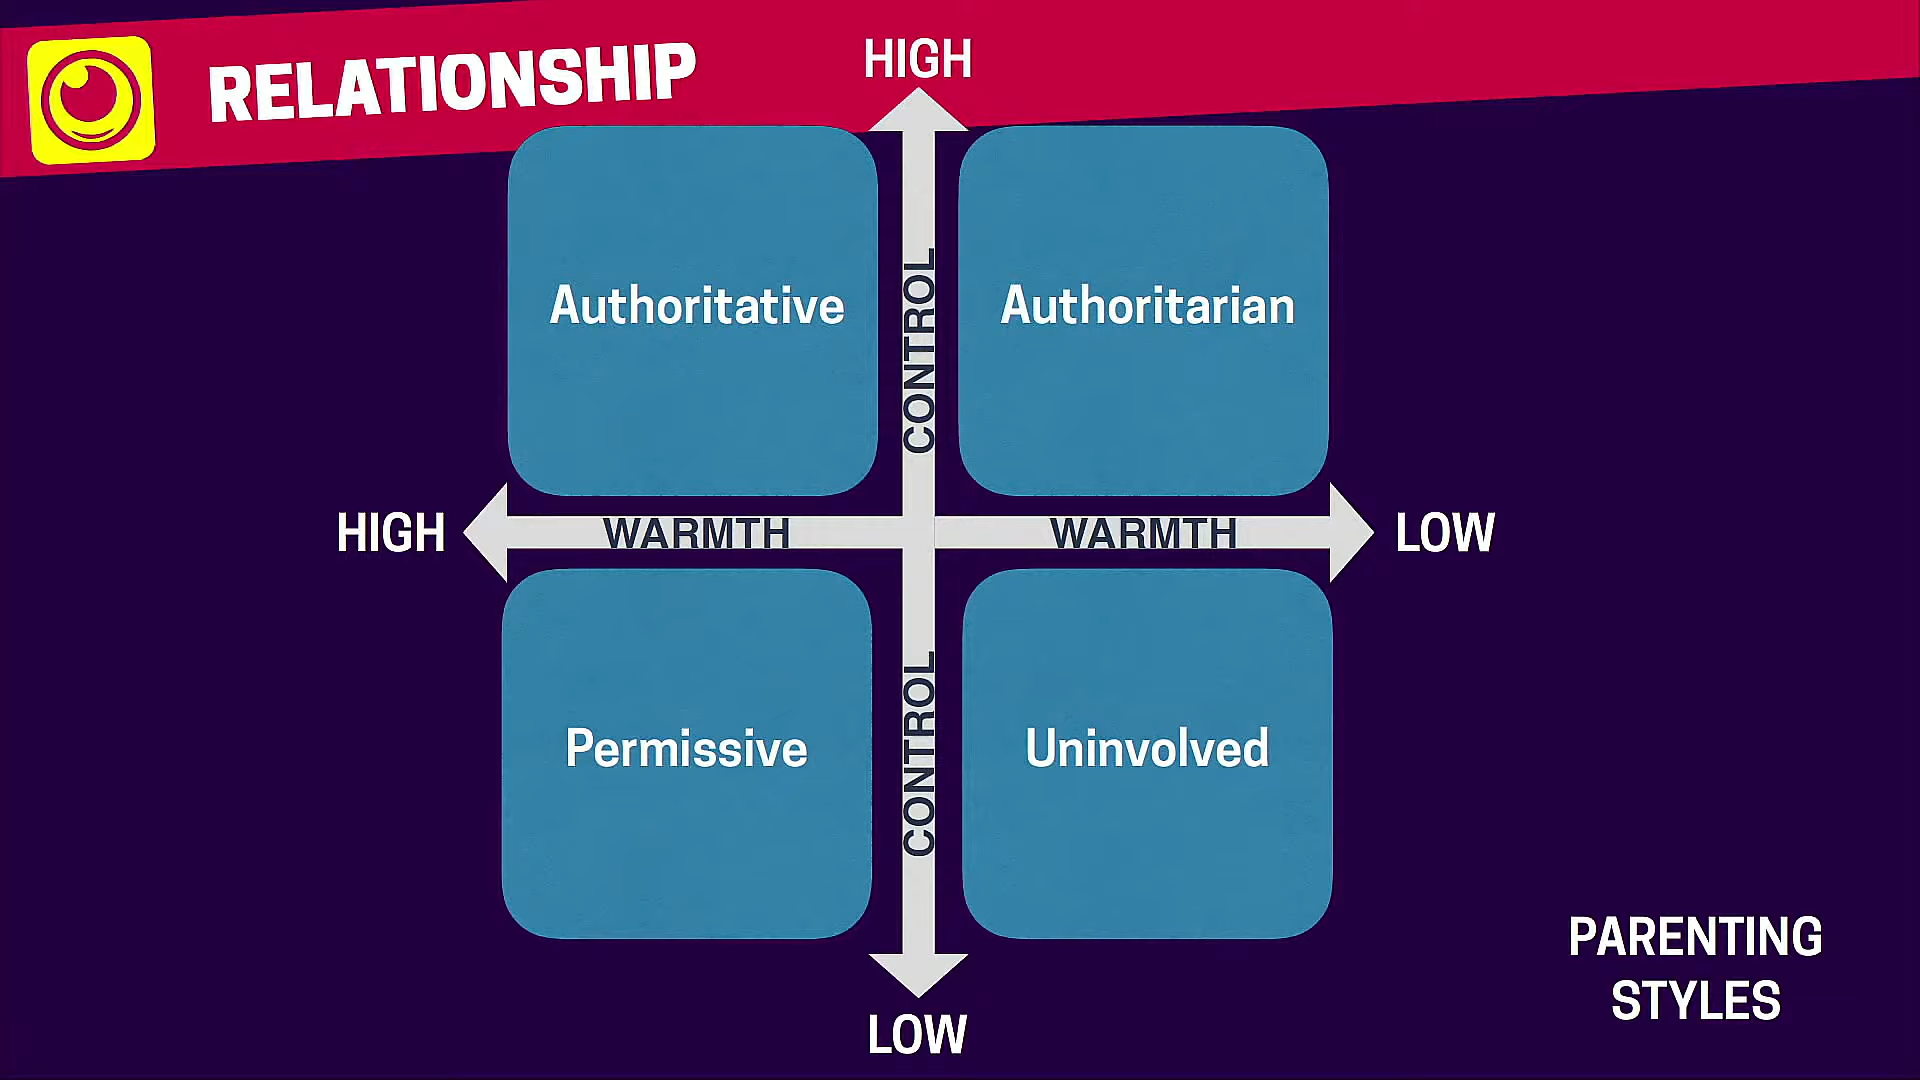 RELATIONSHIP
HIGH
Authoritative
CONTROL
Authoritarian
HIGH
WARMTH
WARMTH
LOW
Permissive
CONTROL
Uninvolved
LOW
PARENTING
STYLES